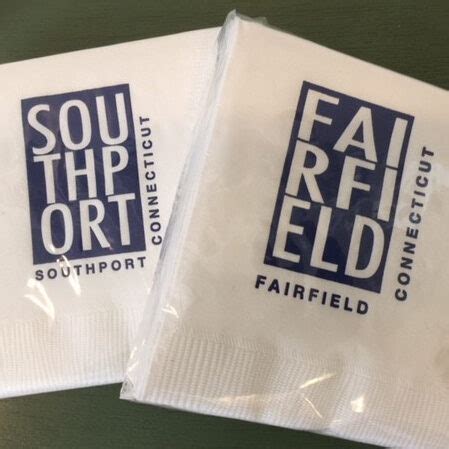 SOU
THP
ORT
SOUTHPORT
CONNECTICUT
FAI
RFI
ELD
FAIRFIELD
CONNECTICUT